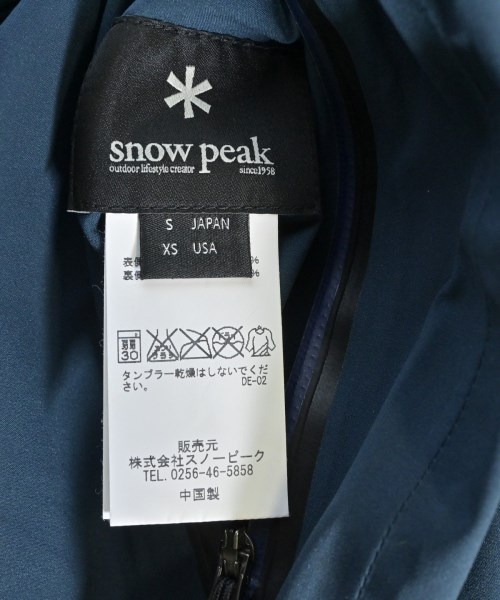 snow peak
outdoor lifestyle creator since1958
S JAPAN
XS USA
表側 %
裏側 %
30
タンブラー乾燥はしないでくだ
さい。 DE-02
販売元
株式会社スノーピーク
TEL.0256-46-5858
中国製